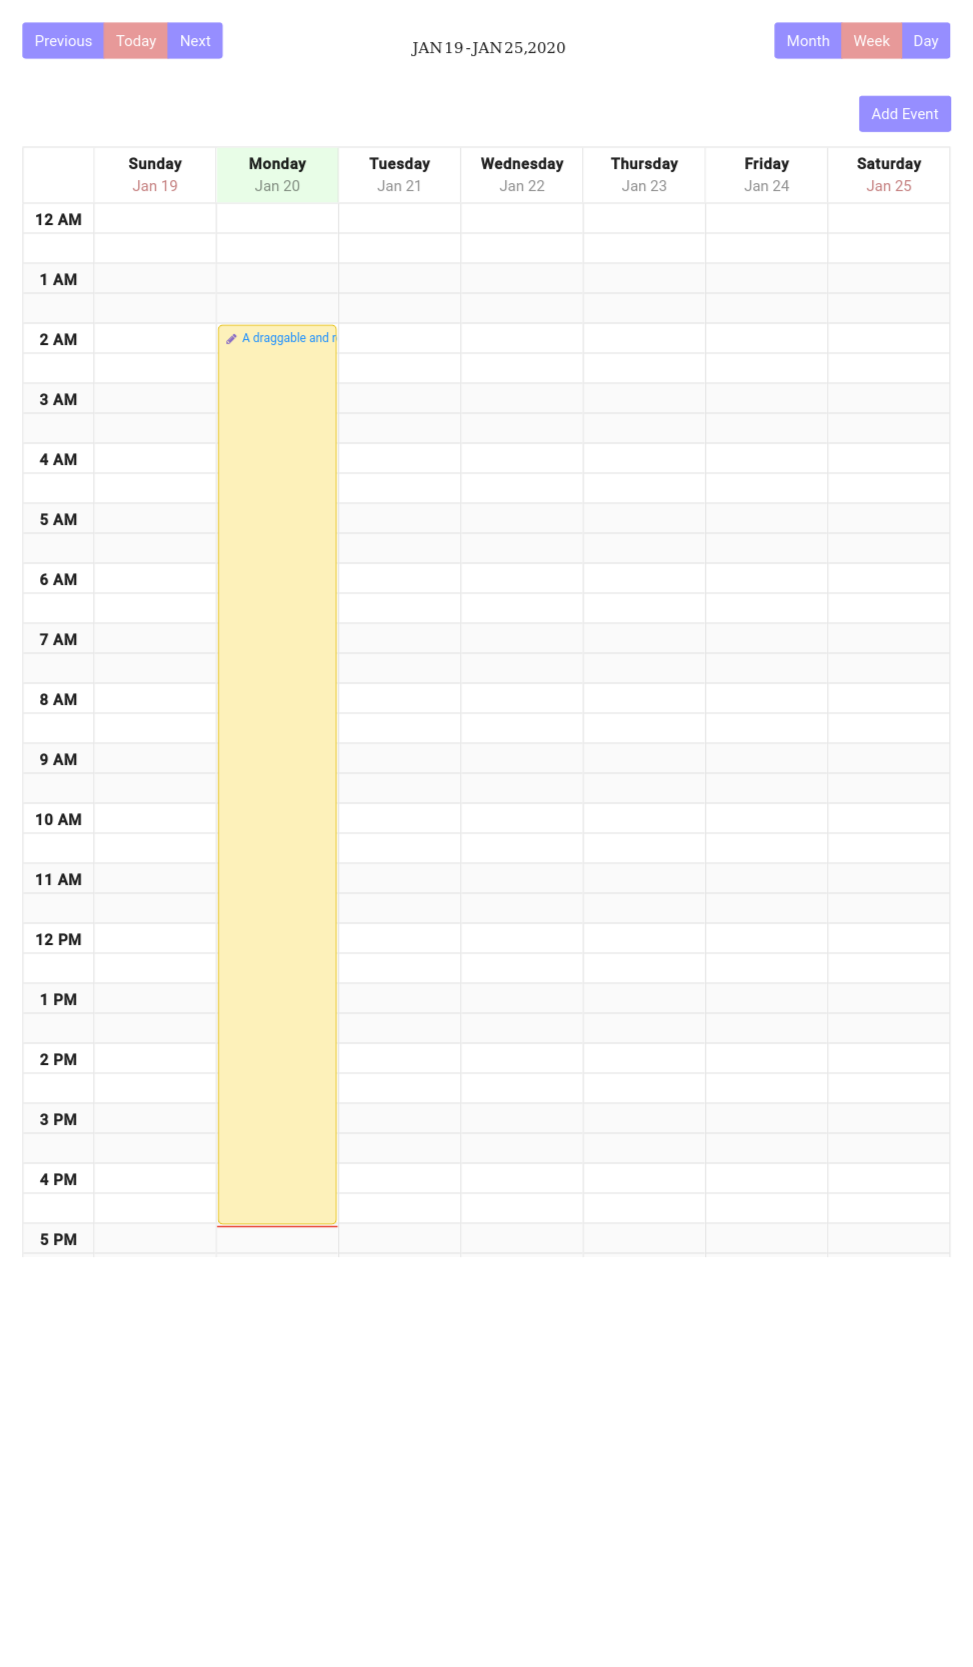 Previous Today Next
JAN 19 - JAN 25, 2020
Month Week Day
Add Event
Sunday Monday Tuesday Wednesday Thursday Friday Saturday
Jan 19 Jan 20 Jan 21 Jan 22 Jan 23 Jan 24 Jan 25
12 AM
1 AM
2 AM A draggable and
3 AM
4 AM
5 AM
6 AM
7 AM
8 AM
9 AM
10 AM
11 AM
12 PM
1 PM
2 PM
3 PM
4 PM
5 PM